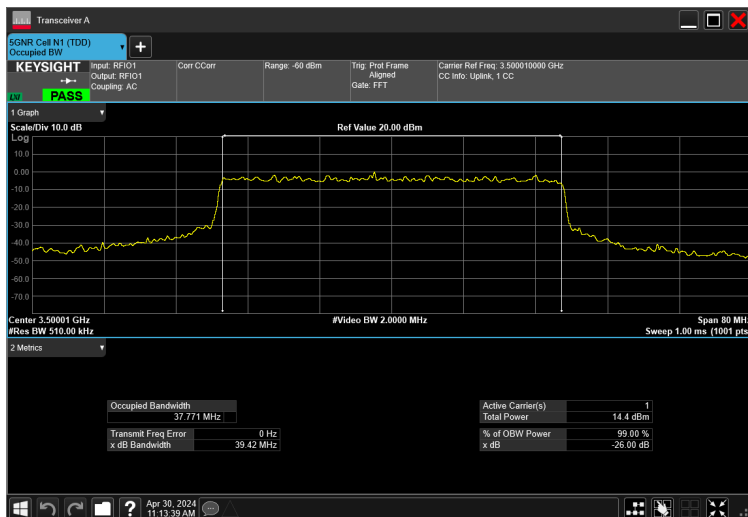 Transceiver A
5GNR Cell N1 (TDD)
Occupied BW
KEYSIGHT
Input: RFIO1
Output: RFIO1
Coupling: AC
Corr CCorr
Range: -60 dBm
Trig: Prot Frame
Aligned
Gate: FFT
Carrier Ref Freq: 3.500010000 GHz
CC Info: Uplink, 1 CC
LXI
PASS
1 Graph
Scale/Div 10.0 dB
Ref Value 20.00 dBm
Log
10.0
0.00
-10.0
-20.0
-30.0
-40.0
-50.0
-60.0
-70.0
Center 3.50001 GHz
#Video BW 2.0000 MHz
Span 80 MH
#Res BW 510.00 kHz
Sweep 1.00 ms (1001 pts
2 Metrics
Occupied Bandwidth
37.771 MHz
Transmit Freq Error 0 Hz
x dB Bandwidth 39.42 MHz
Active Carrier(s) 1
Total Power 14.4 dBm
% of OBW Power 99.00 %
x dB -26.00 dB
Apr 30, 2024
11:13:39 AM